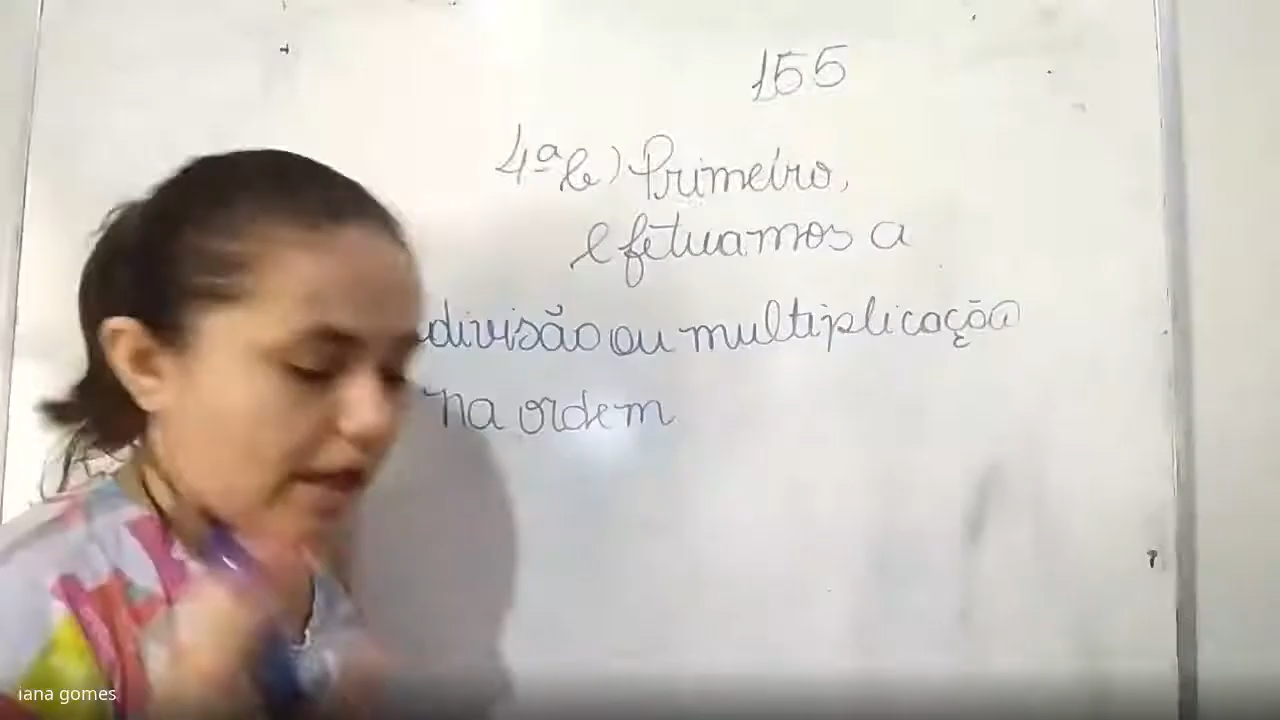 155
4ª b) Primeiro,
efetuamos a
divisão ou multiplicação
na ordem
iana gomes